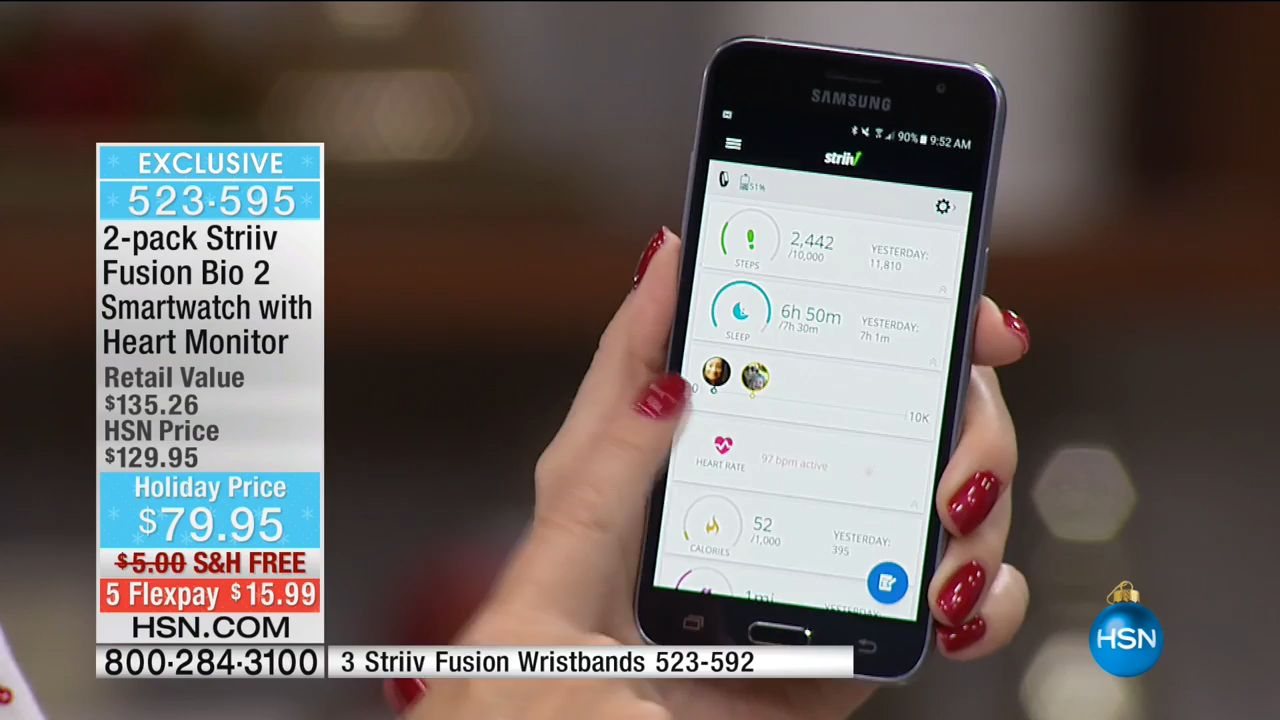 EXCLUSIVE
523-595
2-pack Striiv
Fusion Bio 2
Smartwatch with
Heart Monitor
Retail Value
$135.26
HSN Price
$129.95
Holiday Price
$79.95
$5.00 S&H FREE
5 Flexpay $15.99
HSN.COM
800-284-3100
3 Striiv Fusion Wristbands 523-592
SAMSUNG
90% 9:52 AM
striiv
51%
2,442
/10,000
STEPS
YESTERDAY:
11,810
6h 50m
/7h 30m
SLEEP
YESTERDAY:
7h 1m
0
10K
HEART RATE
97 bpm active
52
/1,000
CALORIES
YESTERDAY:
395
1mi
YESTERDAY:
HSN